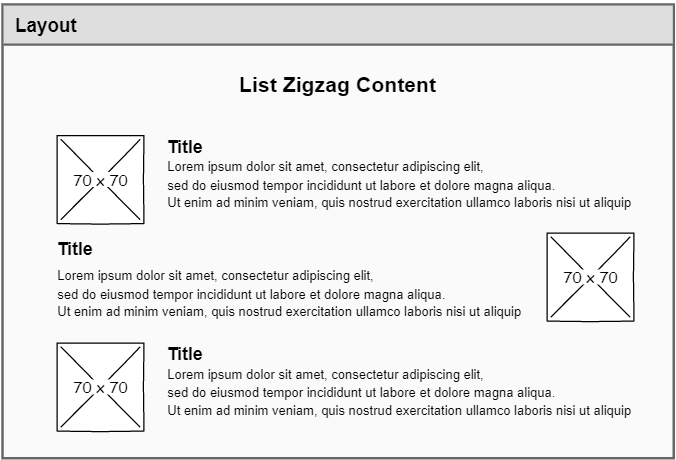 Layout
List Zigzag Content
70 x 70
Title
Lorem ipsum dolor sit amet, consectetur adipiscing elit,
sed do eiusmod tempor incididunt ut labore et dolore magna aliqua.
Ut enim ad minim veniam, quis nostrud exercitation ullamco laboris nisi ut aliquip
Title
Lorem ipsum dolor sit amet, consectetur adipiscing elit,
sed do eiusmod tempor incididunt ut labore et dolore magna aliqua.
Ut enim ad minim veniam, quis nostrud exercitation ullamco laboris nisi ut aliquip
70 x 70
70 x 70
Title
Lorem ipsum dolor sit amet, consectetur adipiscing elit,
sed do eiusmod tempor incididunt ut labore et dolore magna aliqua.
Ut enim ad minim veniam, quis nostrud exercitation ullamco laboris nisi ut aliquip